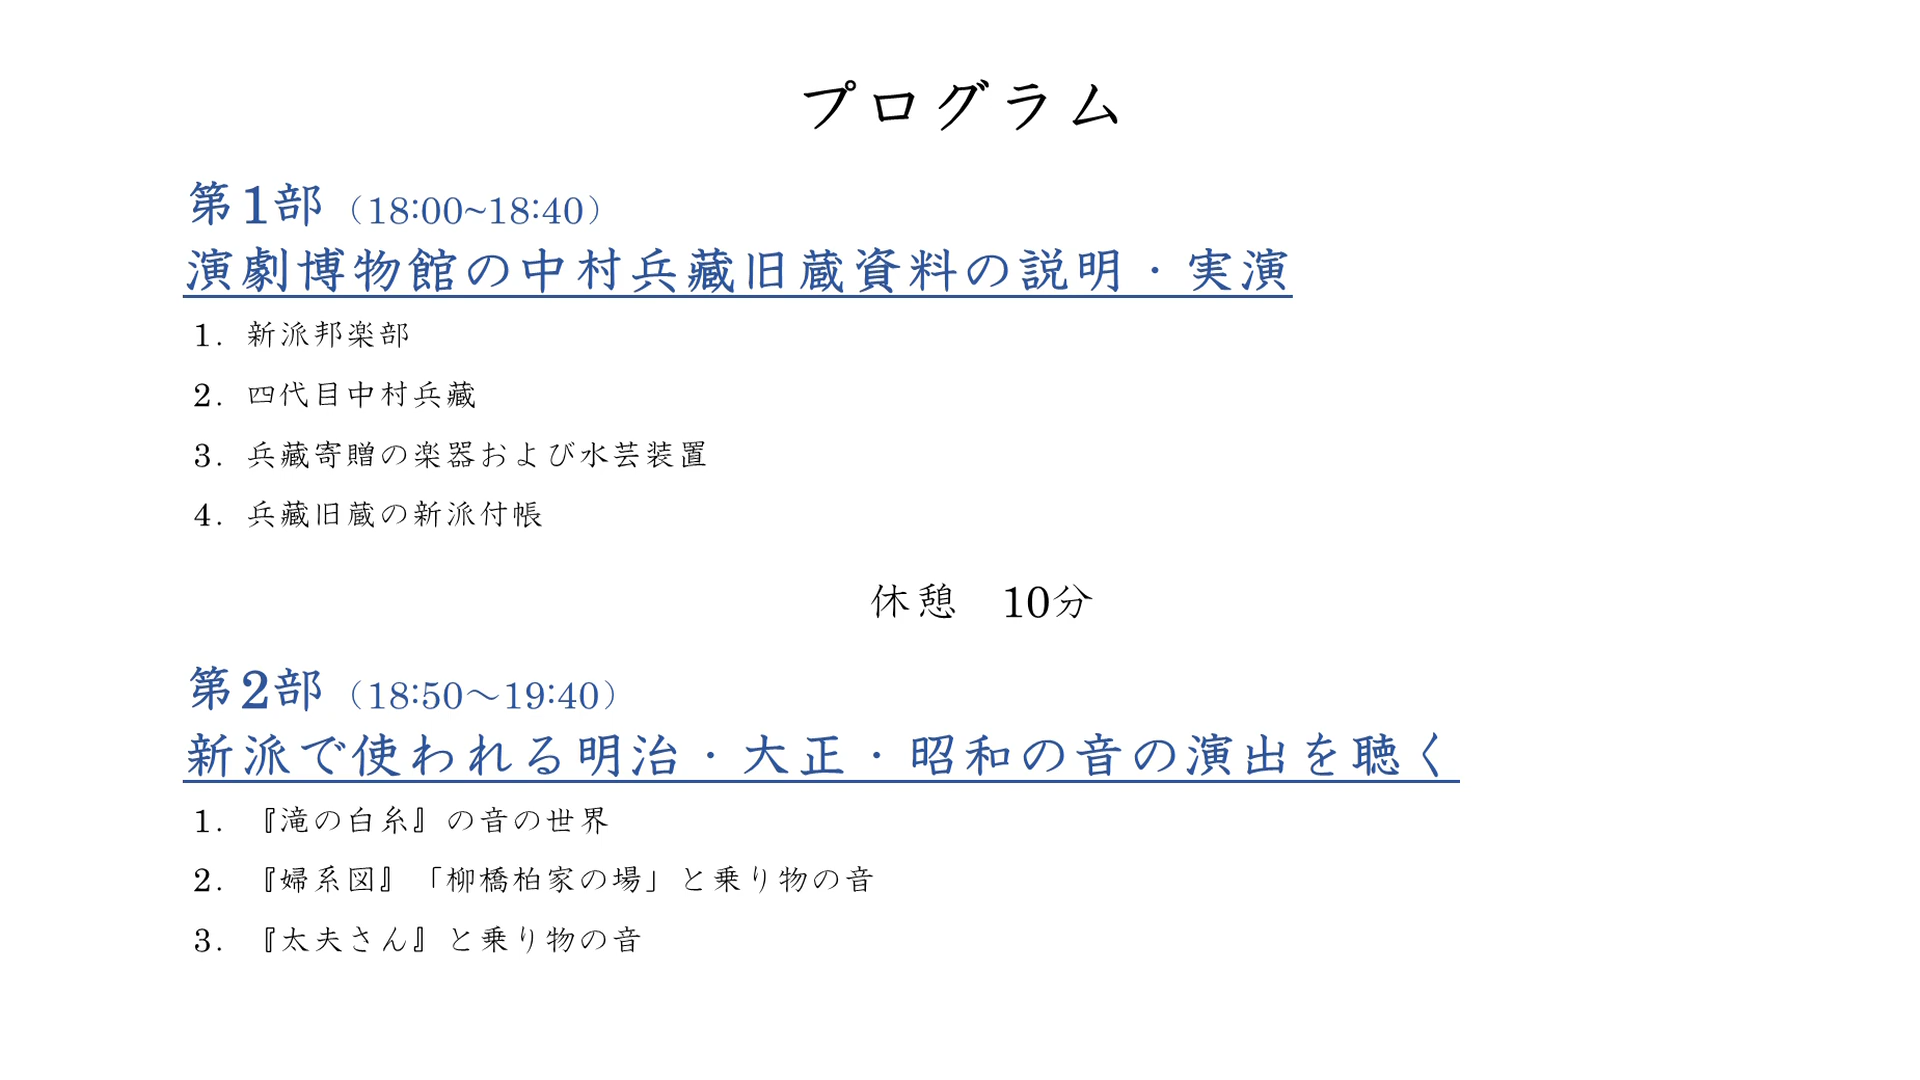 プログラム
第1部（18:00~18:40）
演劇博物館の中村兵藏旧蔵資料の説明・実演
1. 新派邦楽部
2. 四代目中村兵藏
3. 兵藏寄贈の楽器および水芸装置
4. 兵藏旧蔵の新派付帳
休憩　10分
第2部（18:50～19:40）
新派で使われる明治・大正・昭和の音の演出を聴く
1. 『滝の白糸』の音の世界
2. 『婦系図』「柳橋柏家の場」と乗り物の音
3. 『太夫さん』と乗り物の音